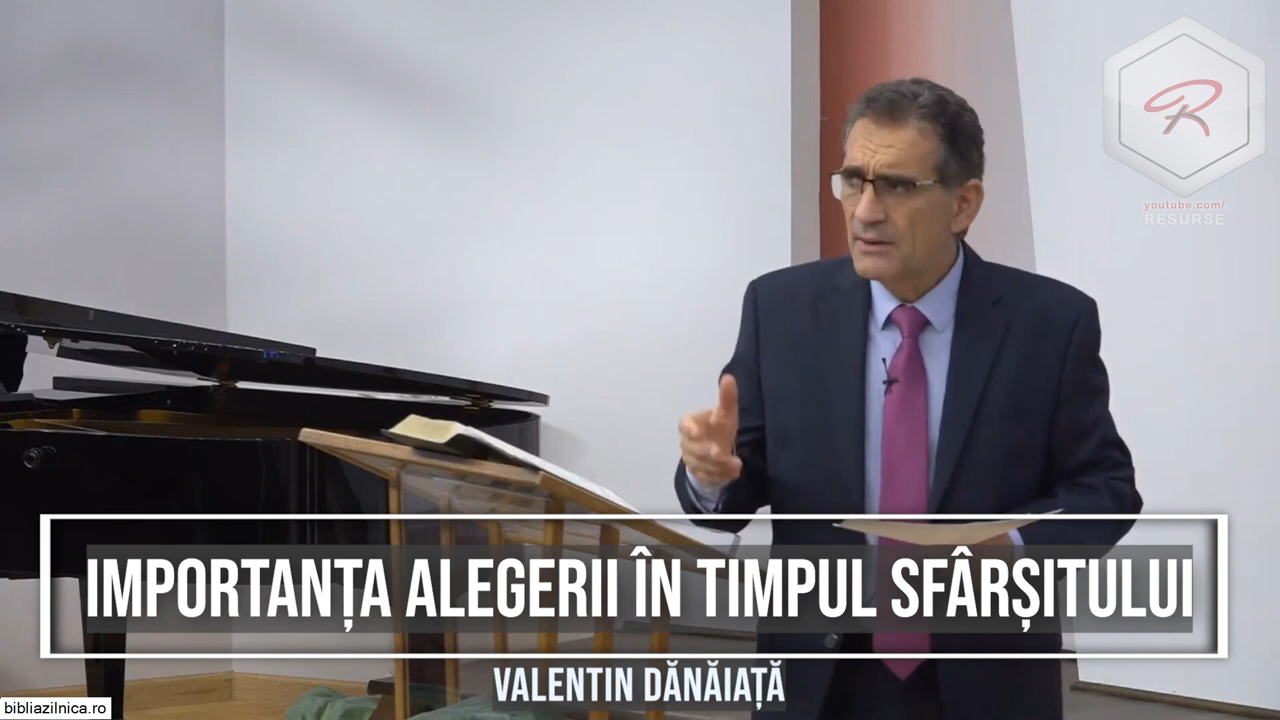 R
youtube.com/
RESURSE
IMPORTANȚA ALEGERII ÎN TIMPUL SFÂRȘITULUI
VALENTIN DĂNĂIAȚĂ
bibliazilnica.ro